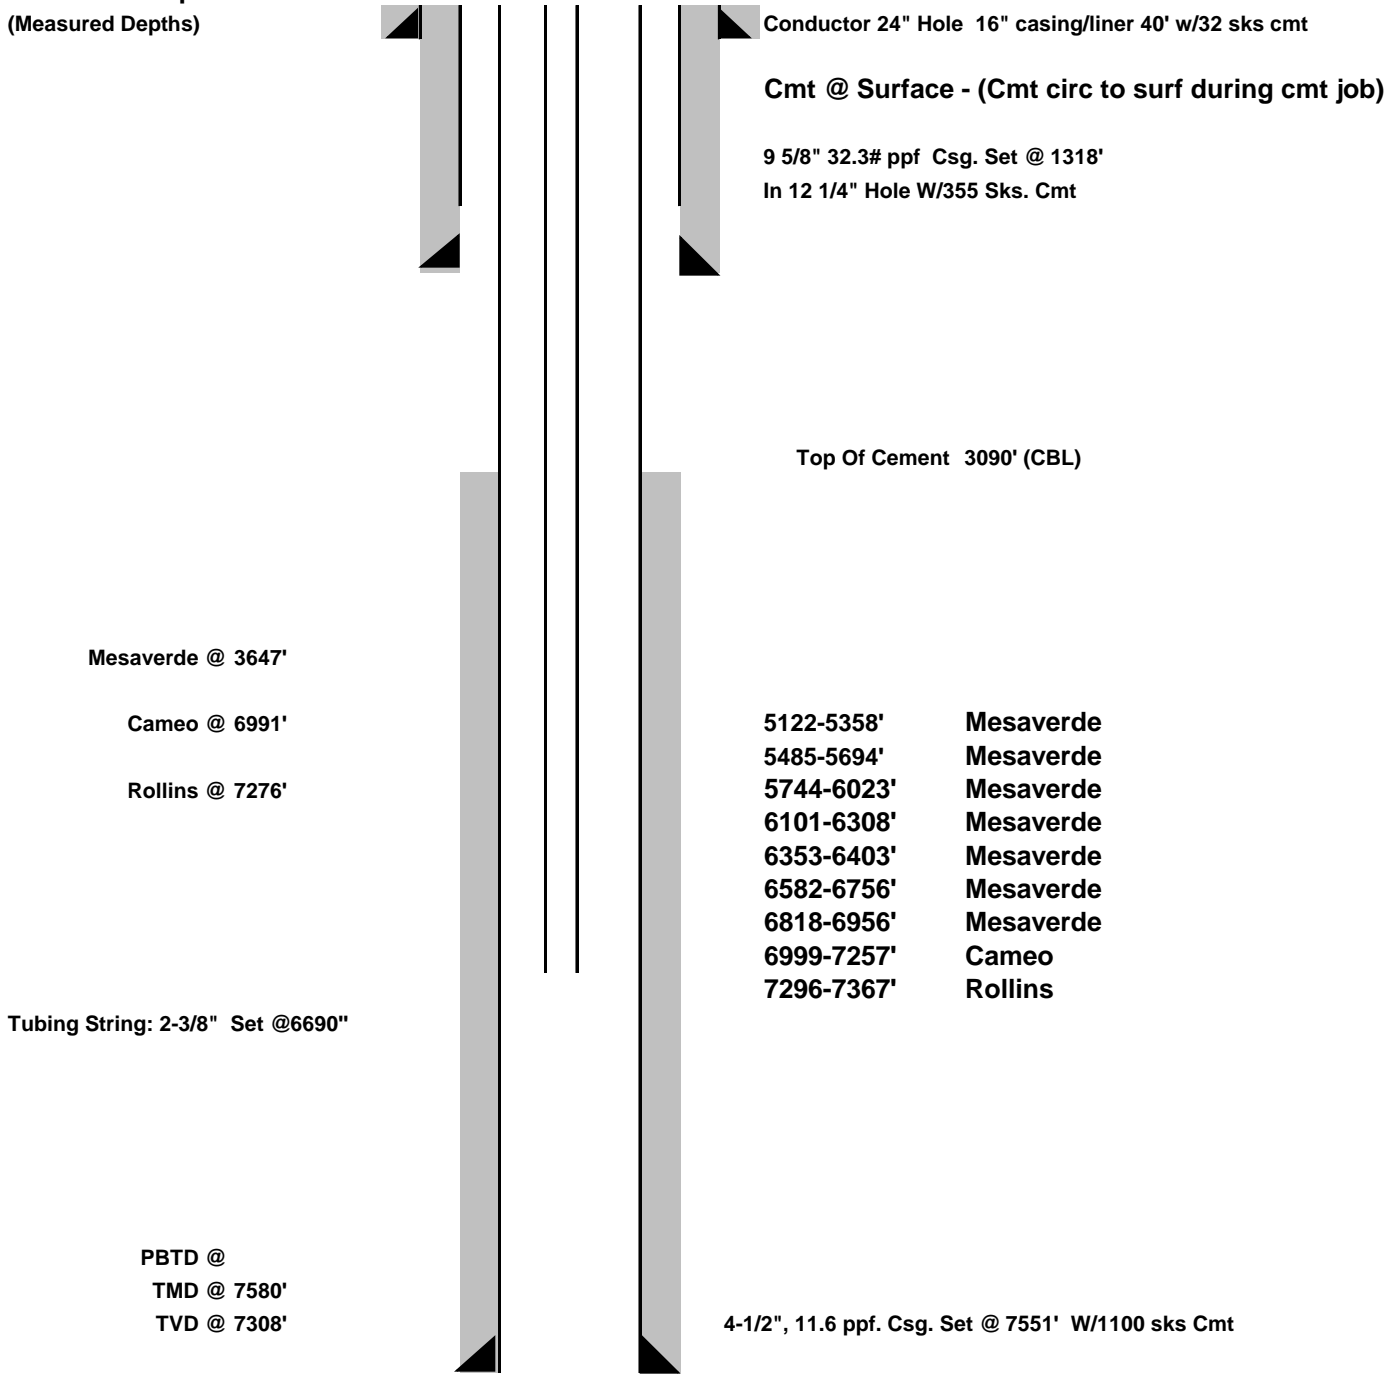 (Measured Depths)
Conductor 24" Hole 16" casing/liner 40' w/32 sks cmt
Cmt @ Surface - (Cmt circ to surf during cmt job)
9 5/8" 32.3# ppf Csg. Set @ 1318'
In 12 1/4" Hole W/355 Sks. Cmt
Top Of Cement 3090' (CBL)
Mesaverde @ 3647'
Cameo @ 6991'
Rollins @ 7276'
5122-5358' Mesaverde
5485-5694' Mesaverde
5744-6023' Mesaverde
6101-6308' Mesaverde
6353-6403' Mesaverde
6582-6756' Mesaverde
6818-6956' Mesaverde
6999-7257' Cameo
7296-7367' Rollins
Tubing String: 2-3/8" Set @6690"
PBTD @
TMD @ 7580'
TVD @ 7308'
4-1/2", 11.6 ppf. Csg. Set @ 7551' W/1100 sks Cmt